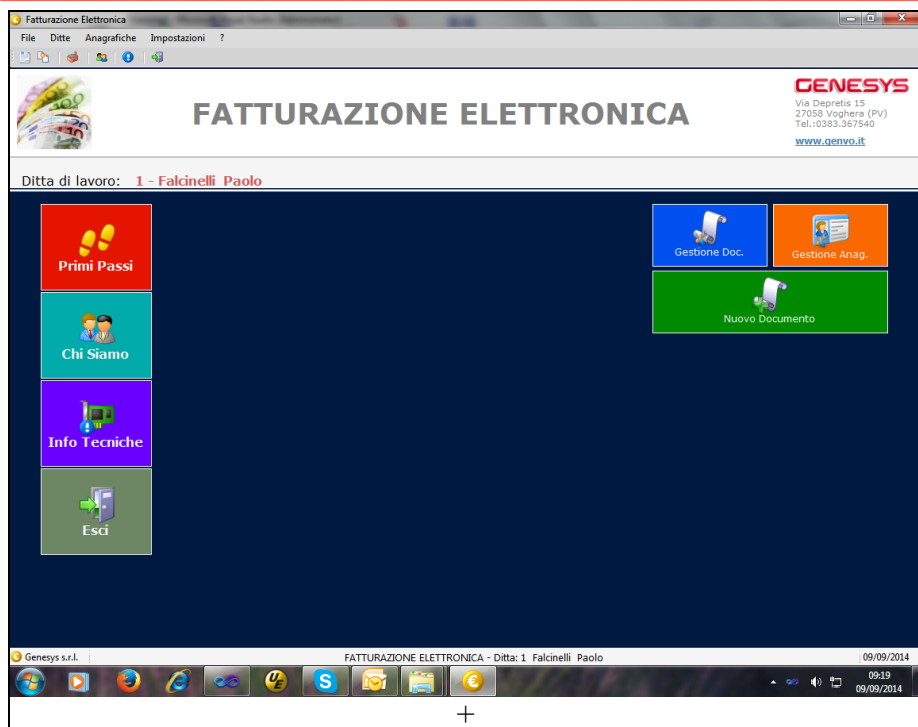 Fatturazione Elettronica
File Ditte Anagrafiche Impostazioni ?
FATTURAZIONE ELETTRONICA
GENESYS
Via Depretis 15
27058 Voghera (PV)
Tel.:0383.367540
www.genvo.it
Ditta di lavoro: 1 - Falcinelli Paolo
Primi Passi
Chi Siamo
Info Tecniche
Esci
Gestione Doc.
Gestione Anag.
Nuovo Documento
Genesys s.r.l.
FATTURAZIONE ELETTRONICA - Ditta: 1 Falcinelli Paolo
09/09/2014
09:19
09/09/2014